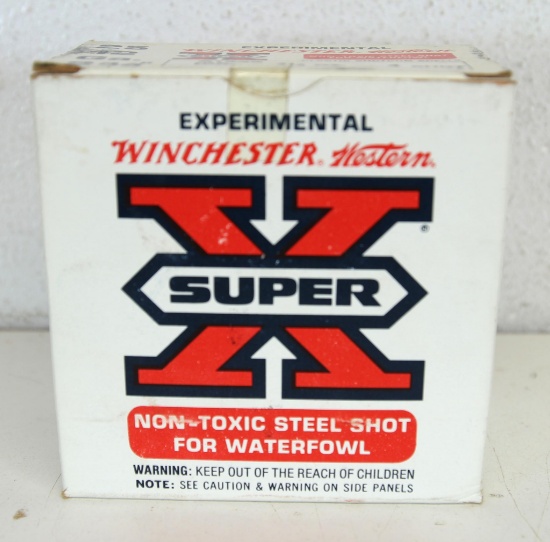 EXPERIMENTAL
EXPERIMENTAL
WINCHESTER® Western®
X®
SUPER
NON-TOXIC STEEL SHOT
FOR WATERFOWL
WARNING: KEEP OUT OF THE REACH OF CHILDREN
NOTE: SEE CAUTION & WARNING ON SIDE PANELS